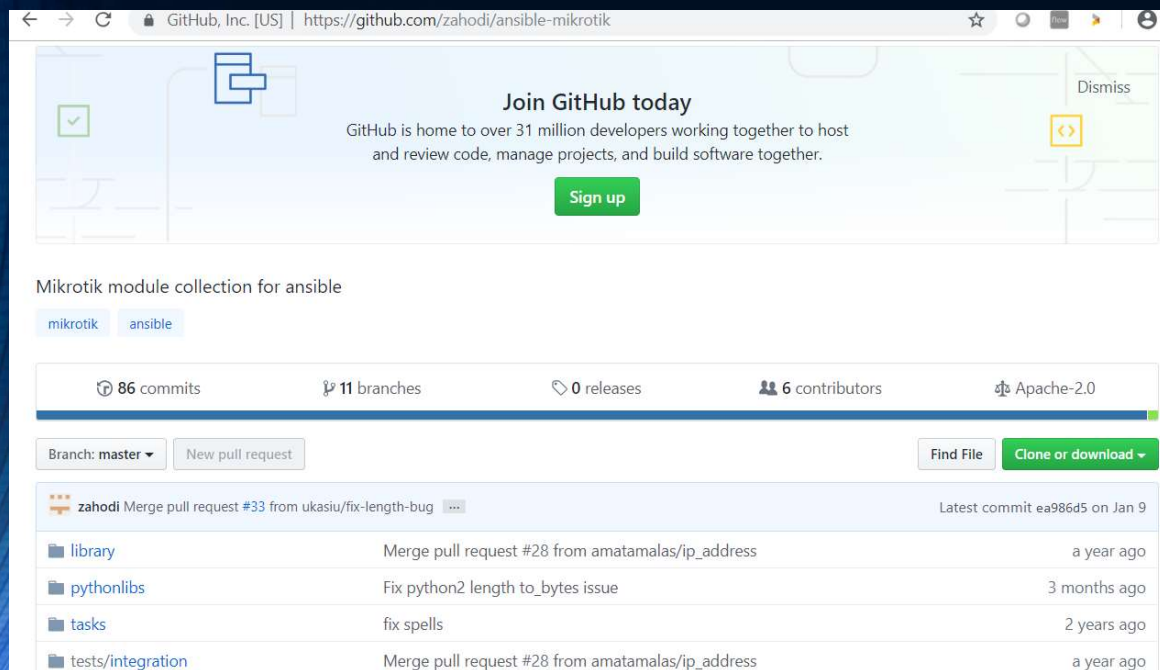 GitHub, Inc. [US] | https://github.com/zahodi/ansible-mikrotik
Dismiss
Join GitHub today
GitHub is home to over 31 million developers working together to host
and review code, manage projects, and build software together.
Sign up
Mikrotik module collection for ansible
mikrotik ansible
86 commits 11 branches 0 releases 6 contributors Apache-2.0
Branch: master New pull request Find File Clone or download
zahodi Merge pull request #33 from ukasiu/fix-length-bug ... Latest commit ea986d5 on Jan 9
library Merge pull request #28 from amatamalas/ip_address a year ago
pythonlibs Fix python2 length to_bytes issue 3 months ago
tasks fix spells 2 years ago
tests/integration Merge pull request #28 from amatamalas/ip_address a year ago